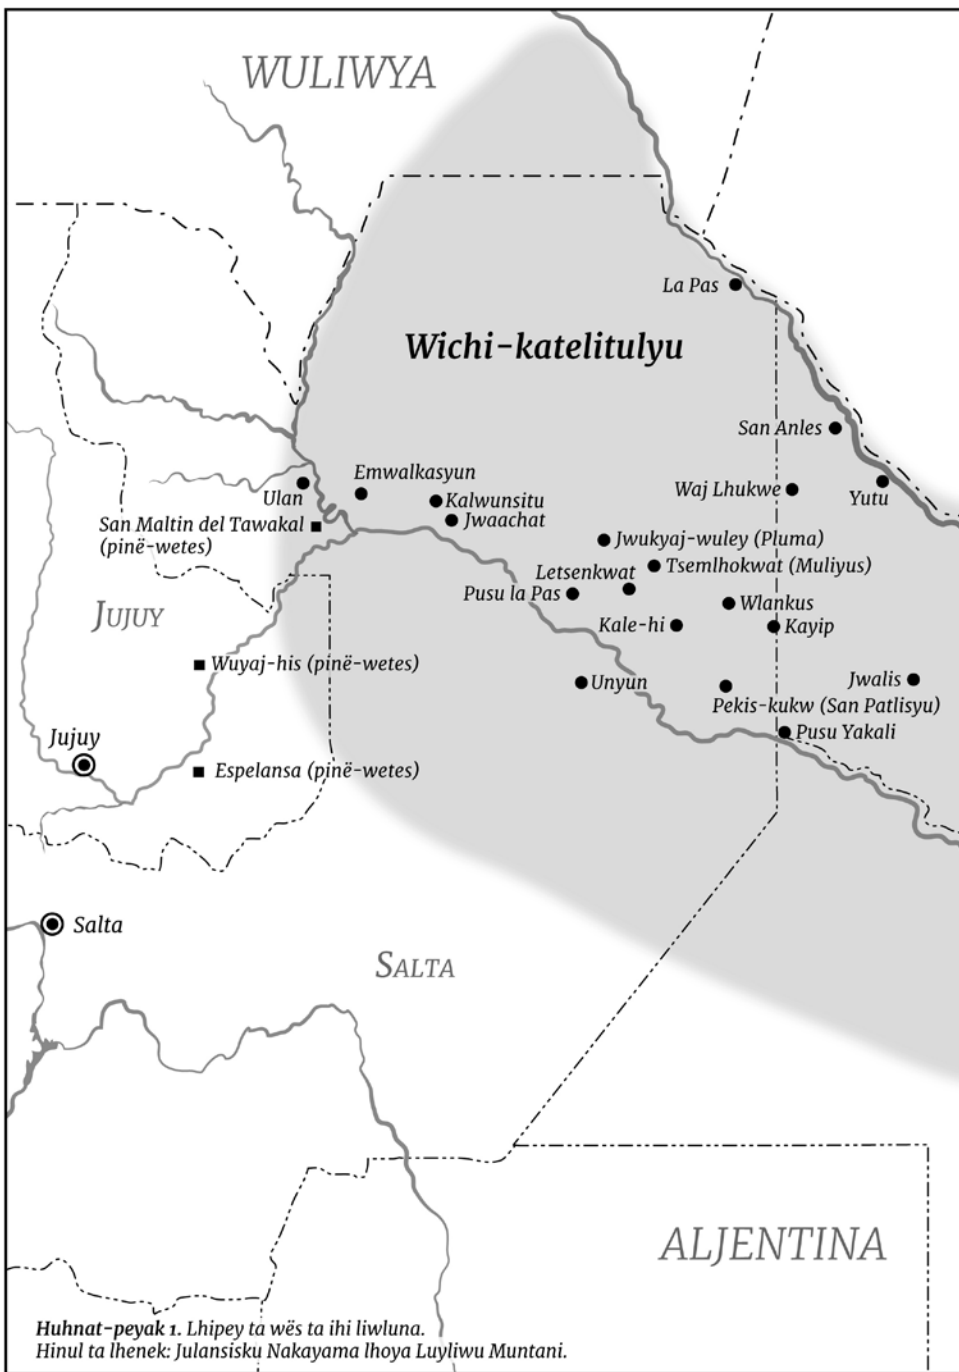 WULIWYA
La Pas
Wichi-katelitulyu
San Anles
Emwalkasyun
Ulan
Kalwunsitu
Waj Lhukwe
Yutu
San Maltin del Tawakal
(pinë-wetes)
Jwaachat
Jwukyaj-wuley (Pluma)
Tsemlhokwat (Muliyus)
Letsenkwat
Pusu la Pas
Wlankus
JUJUY
Kale-hi
Kayip
Wuyaj-his (pinë-wetes)
Unyun
Jwalis
Pekis-kukw (San Patlisyu)
Jujuy
Pusu Yakali
Espelansa (pinë-wetes)
Salta
SALTA
ALJENTINA
Huhnat-peyak 1. Lhipey ta wës ta ihi liwluna.
Hinul ta lhenek: Julansisku Nakayama lhoya Luyliwu Muntani.